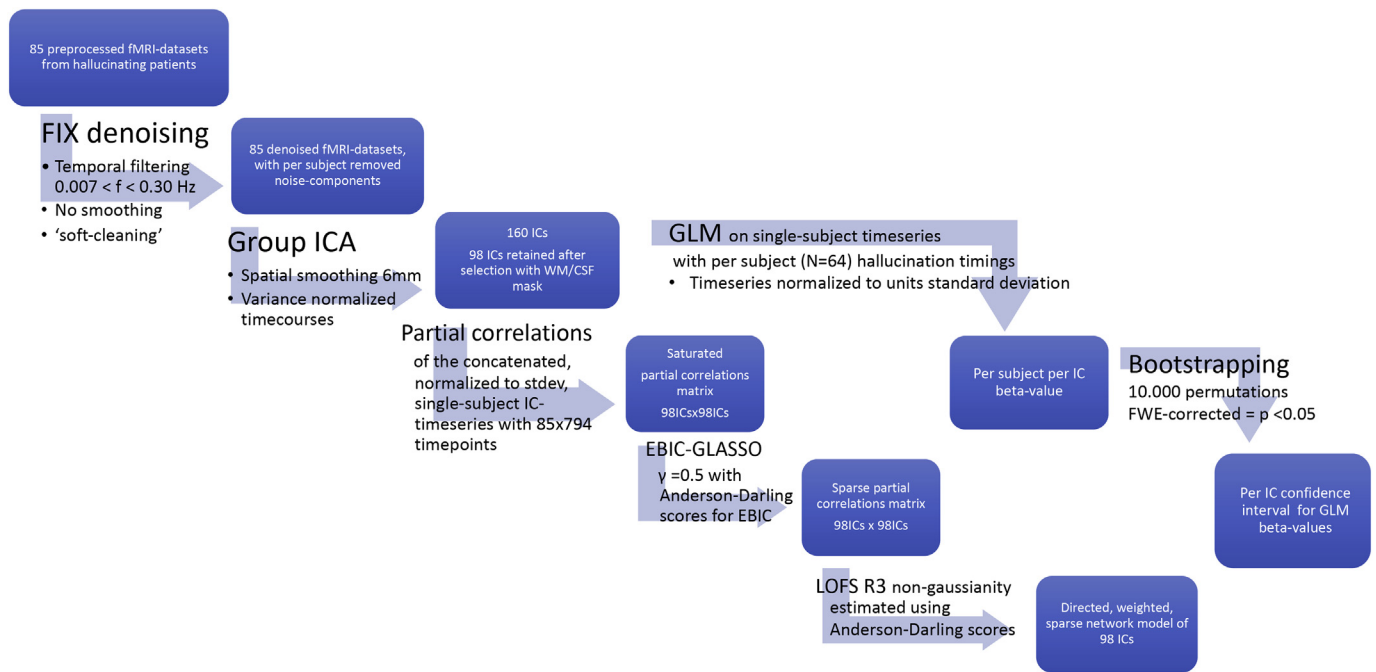 85 preprocessed fMRI-datasets
from hallucinating patients
FIX denoising
• Temporal filtering
0.007 < f < 0.30 Hz
• No smoothing
• 'soft-cleaning'
85 denoised fMRI-datasets,
with per subject removed
noise-components
Group ICA
• Spatial smoothing 6mm
• Variance normalized
timecourses
160 ICs
98 ICs retained after
selection with WM/CSF
mask
GLM on single-subject timeseries
with per subject (N=64) hallucination timings
• Timeseries normalized to units standard deviation
Partial correlations
of the concatenated,
normalized to stdev,
single-subject IC-
timeseries with 85x794
timepoints
Saturated
partial correlations
matrix
98ICsx98ICs
Per subject per IC
beta-value
Bootstrapping
10.000 permutations
FWE-corrected = p <0.05
EBIC-GLASSO
γ =0.5 with
Anderson-Darling
scores for EBIC
Sparse partial
correlations matrix
98ICs x 98ICs
Per IC confidence
interval for GLM
beta-values
LOFS R3 non-gaussianity
estimated using
Anderson-Darling scores
Directed, weighted,
sparse network model of
98 ICs